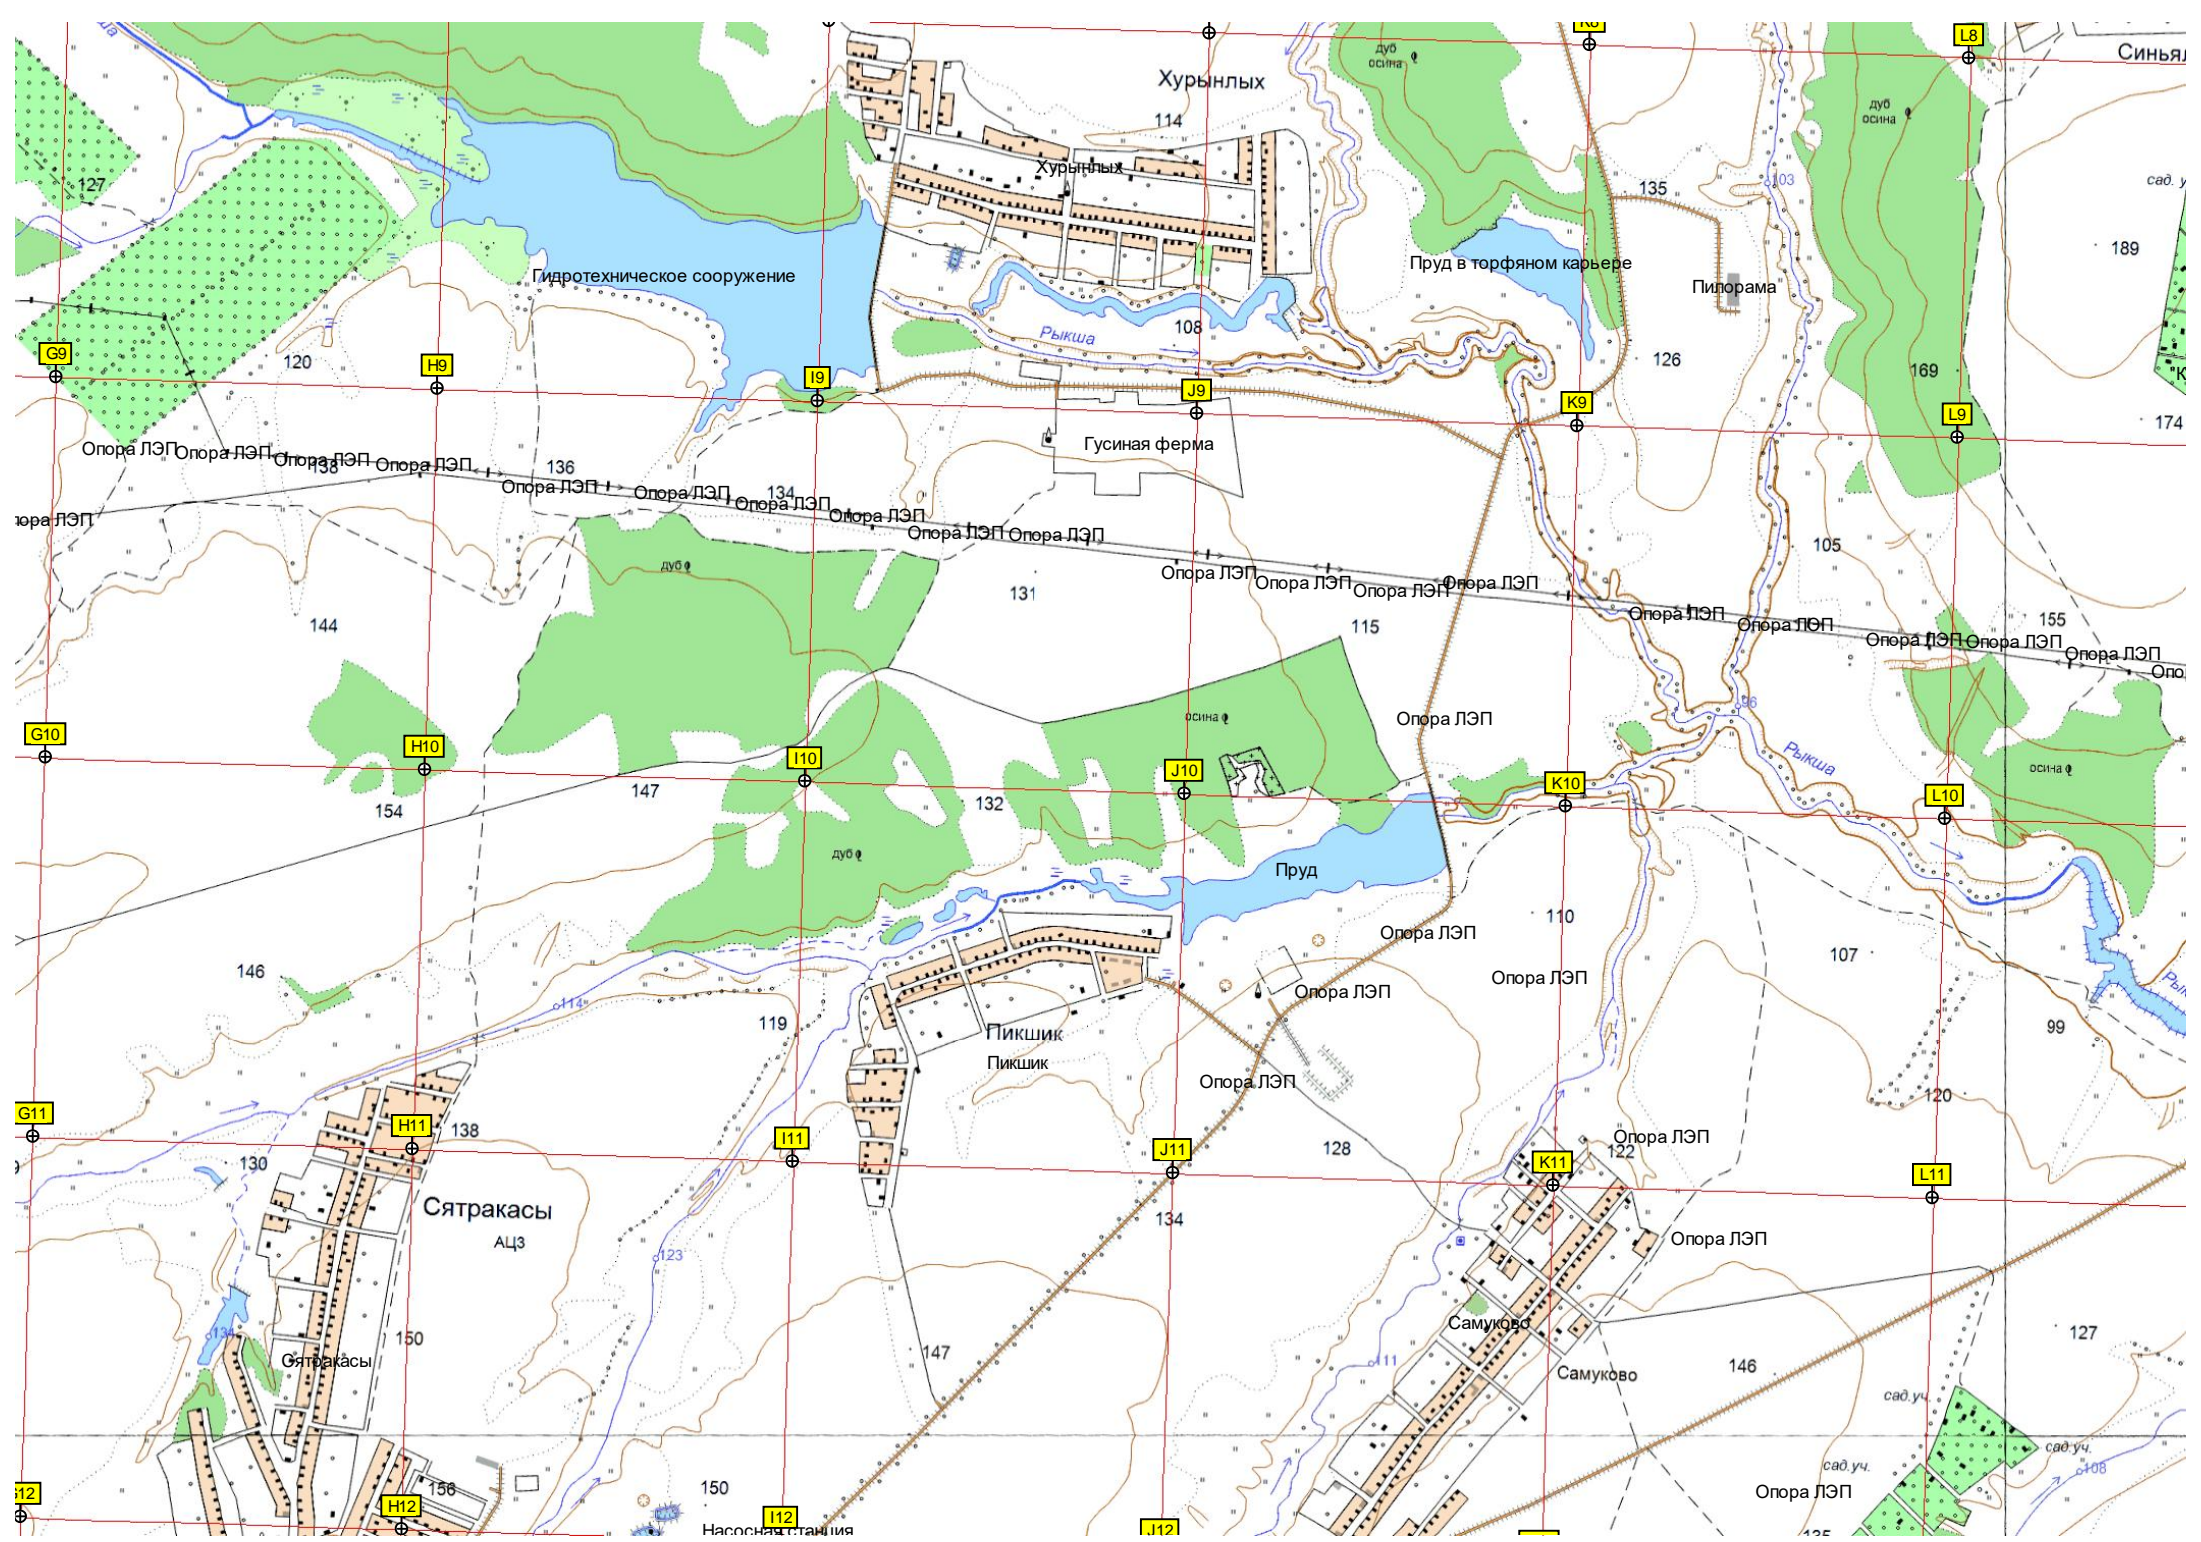 L8
Синьял
дуб
осина
Хурынлых
114
дуб
осина
Хурынлых
127
135
103
сад. у
189
Гидротехническое сооружение
Пруд в торфяном карьере
Пилорама
108
Рыкша
G9
H9
I9
J9
K9
L9
120
126
169
174
Гусиная ферма
Опора ЛЭП
Опора ЛЭП
Опора ЛЭП
Опора ЛЭП
138
136
134
Опора ЛЭП
Опора ЛЭП
Опора ЛЭП
Опора ЛЭП
Опора ЛЭП
Опора ЛЭП
пора ЛЭП
105
дуб
131
Опора ЛЭП
Опора ЛЭП
Опора ЛЭП
Опора ЛЭП
144
115
Опора ЛЭП
Опора ЛЭП
155
Опора ЛЭП
Опора ЛЭП
Опора ЛЭП
Опо
96
осина
Опора ЛЭП
G10
H10
I10
J10
K10
L10
Рыкша
осина
154
147
132
дуб
Пруд
110
Опора ЛЭП
107
146
114
Опора ЛЭП
Опора ЛЭП
119
Пикшик
Пикшик
99
Опора ЛЭП
120
G11
H11
I11
J11
K11
L11
138
128
Опора ЛЭП
122
130
Сятракасы
АЦЗ
134
Опора ЛЭП
123
134
150
Сятракасы
147
Самуково
127
111
146
Самуково
сад.уч.
сад.уч.
сад.уч.
108
150
156
Опора ЛЭП
H12
I12
J12
Насосная станция